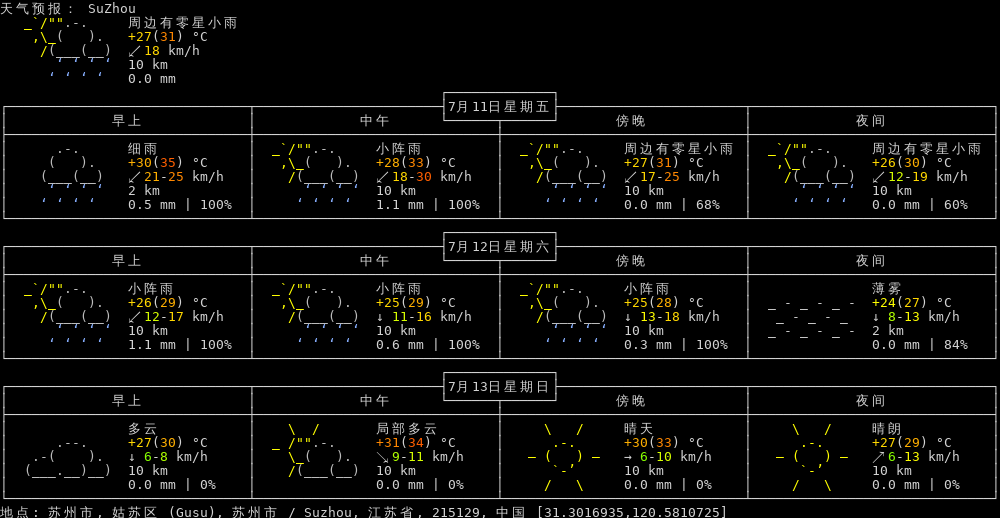 天气预报： SuZhou
周边有零星小雨
+27(31) °C
↙18 km/h
10 km
0.0 mm
7月11日星期五
早上 中午 傍晚 夜间
细雨 小阵雨 周边有零星小雨 周边有零星小雨
+30(35) °C +28(33) °C +27(31) °C +26(30) °C
↙21-25 km/h ↙18-30 km/h ↙17-25 km/h ↙12-19 km/h
2 km 10 km 10 km 10 km
0.5 mm | 100% 1.1 mm | 100% 0.0 mm | 68% 0.0 mm | 60%
7月12日星期六
早上 中午 傍晚 夜间
小阵雨 小阵雨 小阵雨 薄雾
+26(29) °C +25(29) °C +25(28) °C +24(27) °C
↙12-17 km/h ↓ 11-16 km/h ↓ 13-18 km/h ↓ 8-13 km/h
10 km 10 km 10 km 2 km
1.1 mm | 100% 0.6 mm | 100% 0.3 mm | 100% 0.0 mm | 84%
7月13日星期日
早上 中午 傍晚 夜间
多云 局部多云 晴天 晴朗
+27(30) °C +31(34) °C +30(33) °C +27(29) °C
↓ 6-8 km/h ↘9-11 km/h → 6-10 km/h ↗6-13 km/h
10 km 10 km 10 km 10 km
0.0 mm | 0% 0.0 mm | 0% 0.0 mm | 0% 0.0 mm | 0%
地点: 苏州市, 姑苏区 (Gusu), 苏州市 / Suzhou, 江苏省, 215129, 中国 [31.3016935,120.5810725]